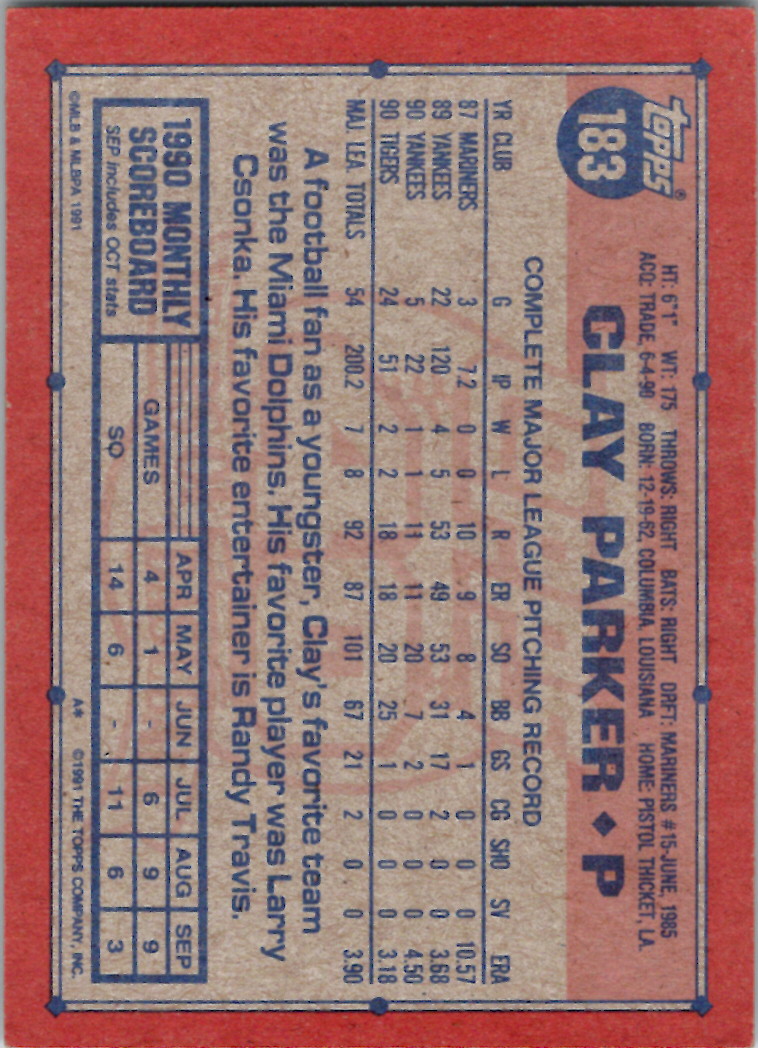 topps®
183
HT: 6'1" WT: 175 THROWS: RIGHT BATS: RIGHT DRFT: MARINERS #15-JUNE, 1985
ACQ: TRADE, 6-4-90 BORN: 12-19-62, COLUMBIA, LOUISIANA HOME: PISTOL THICKET, LA.
CLAY PARKER ◆ P
COMPLETE MAJOR LEAGUE PITCHING RECORD
YR CLUB G IP W L R ER SO BB GS CG SHO SV ERA
87 MARINERS 3 7.2 0 0 10 9 8 4 1 0 0 0 10.57
89 YANKEES 22 120 4 5 53 49 53 31 17 2 0 0 3.68
90 YANKEES 5 22 1 1 11 11 20 7 2 0 0 0 4.50
90 TIGERS 24 51 2 2 18 18 20 25 1 0 0 0 3.18
MAJ. LEA. TOTALS 54 200.2 7 8 92 87 101 67 21 2 0 0 3.90
A football fan as a youngster, Clay's favorite team
was the Miami Dolphins. His favorite player was Larry
Csonka. His favorite entertainer is Randy Travis.
1990 MONTHLY
SCOREBOARD
SEP includes OCT stats
APR MAY JUN JUL AUG SEP
GAMES 4 1 - 6 9 9
SO 14 6 - 11 6 3
©MLB & MLBPA 1991
A* ©1991 THE TOPPS COMPANY, INC.